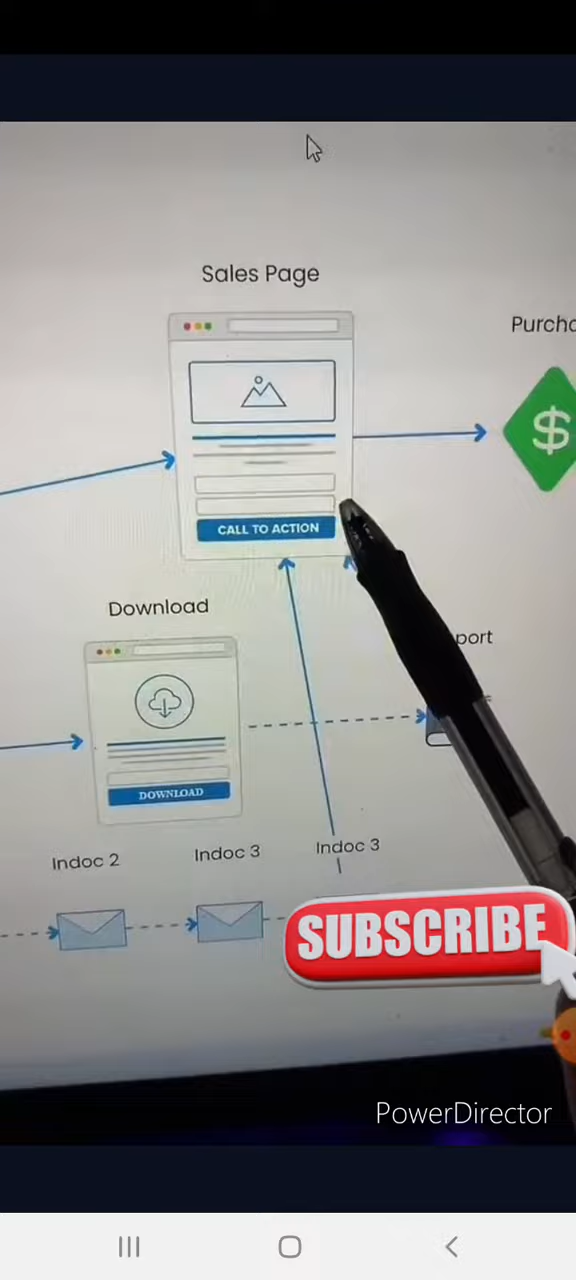 Sales Page
CALL TO ACTION
$
Download
DOWNLOAD
Indoc 2
Indoc 3
Indoc 3
SUBSCRIBE
PowerDirector